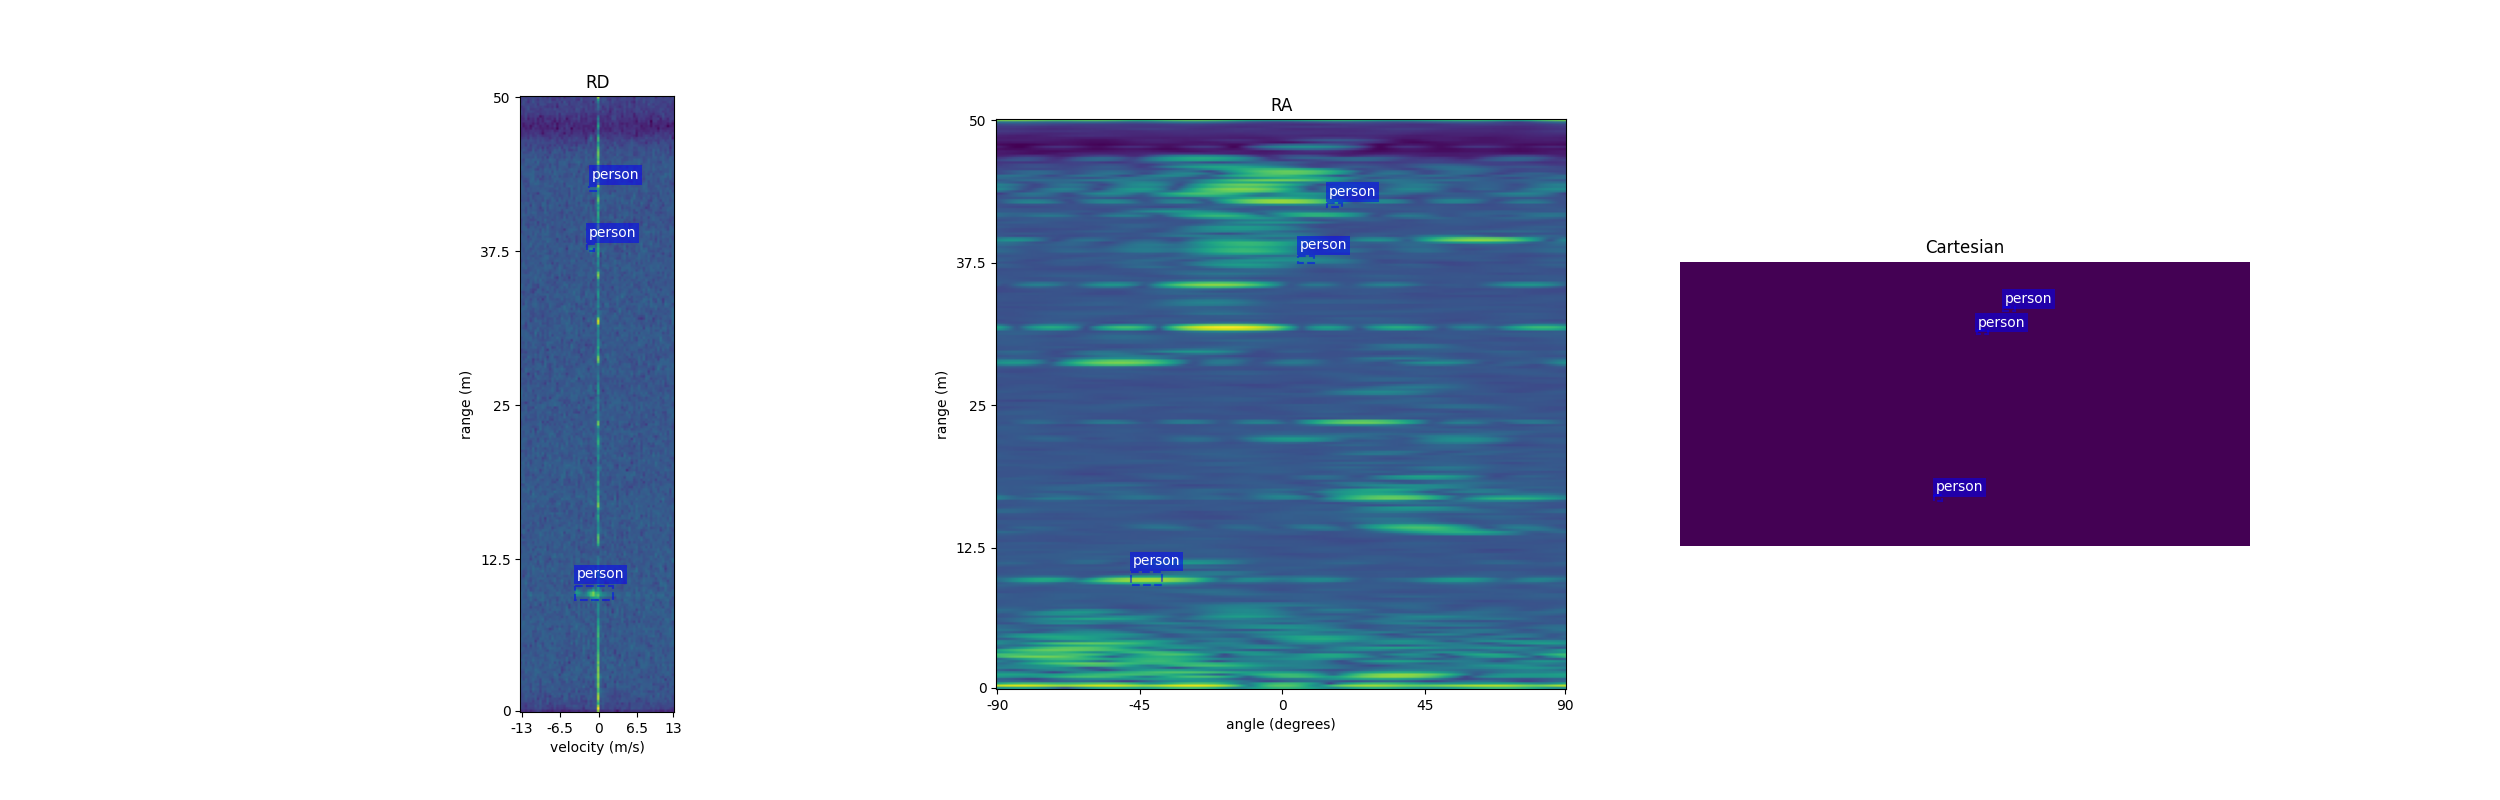 RD
50
37.5
25
12.5
0
range (m)
person
person
person
-13 -6.5 0 6.5 13
velocity (m/s)
RA
50
37.5
25
12.5
0
range (m)
person
person
person
-90 -45 0 45 90
angle (degrees)
Cartesian
person
person
person